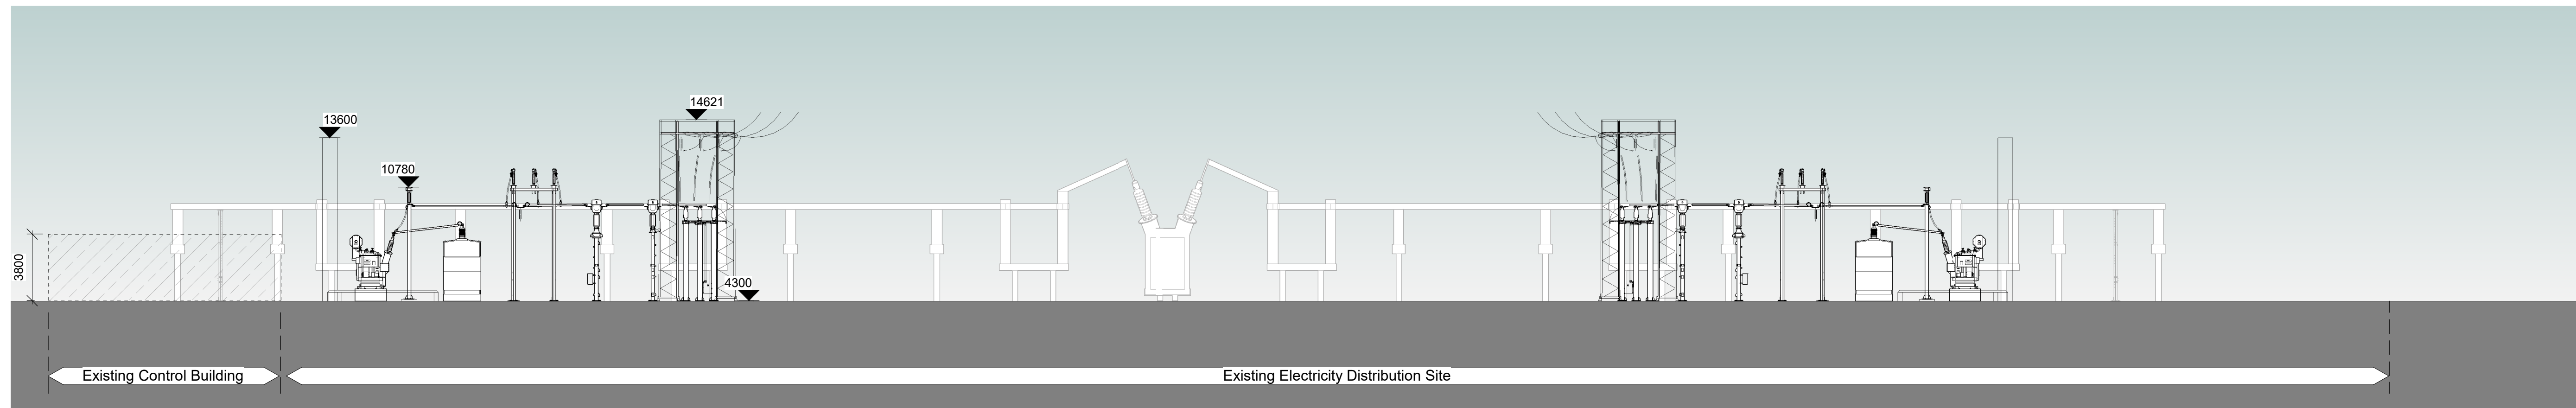 14621
13600
10780
3800
4300
Existing Control Building
Existing Electricity Distribution Site